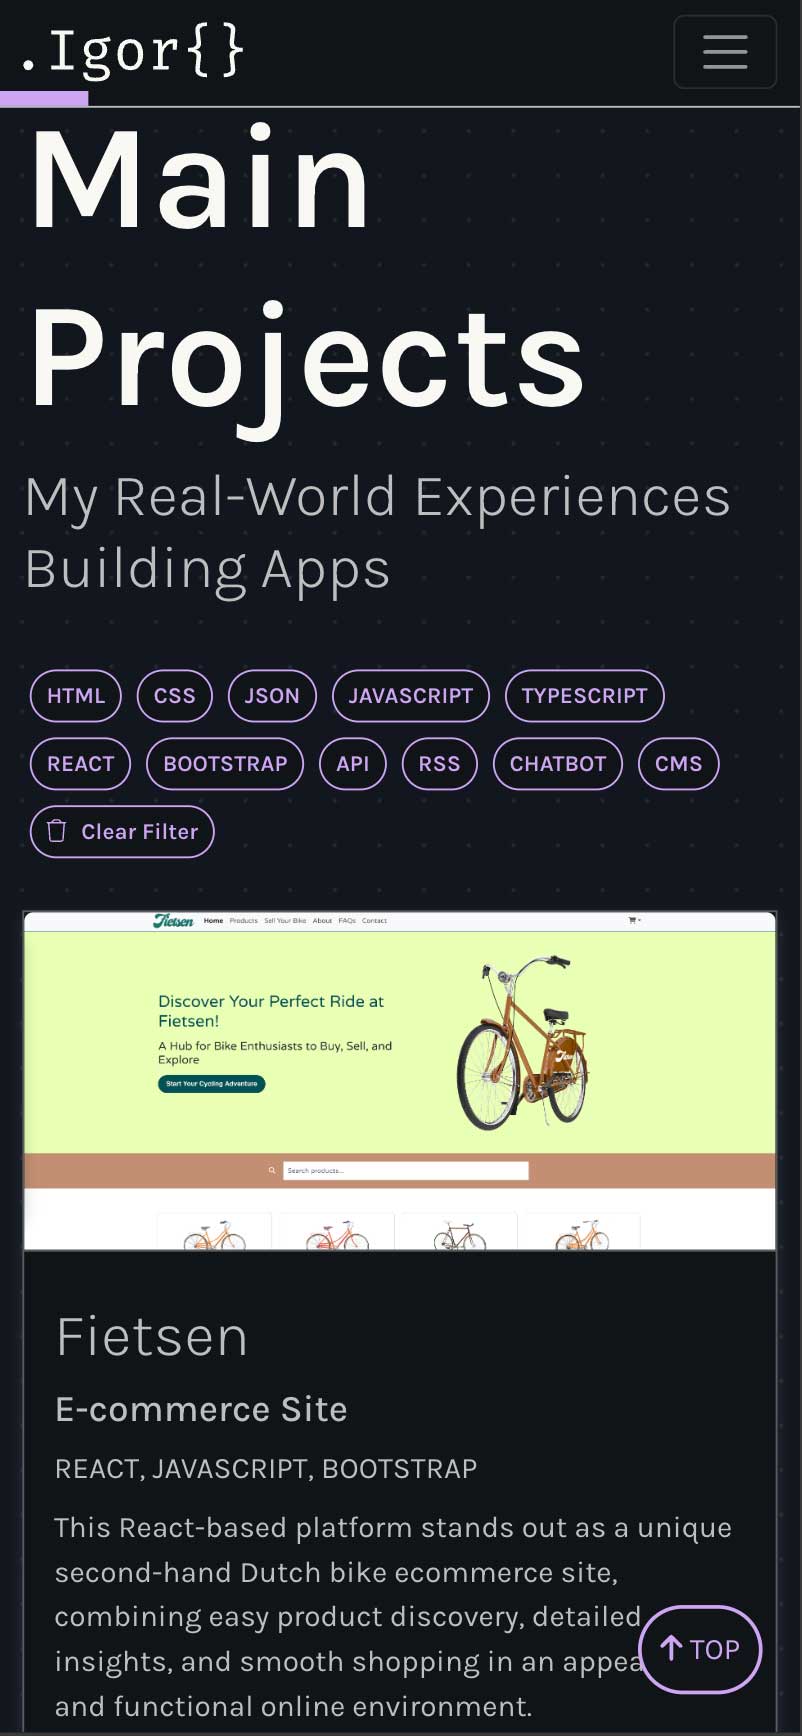 .Igor{}
Main
Projects
My Real-World Experiences
Building Apps
HTML CSS JSON JAVASCRIPT TYPESCRIPT
REACT BOOTSTRAP API RSS CHATBOT CMS
Clear Filter
Fietsen Home Products Sell Your Bike About FAQs Contact
Discover Your Perfect Ride at
Fietsen!
A Hub for Bike Enthusiasts to Buy, Sell, and
Explore
Start Your Cycling Adventure
Search products...
Fietsen
E-commerce Site
REACT, JAVASCRIPT, BOOTSTRAP
This React-based platform stands out as a unique
second-hand Dutch bike ecommerce site,
combining easy product discovery, detailed
insights, and smooth shopping in an appea
TOP
and functional online environment.